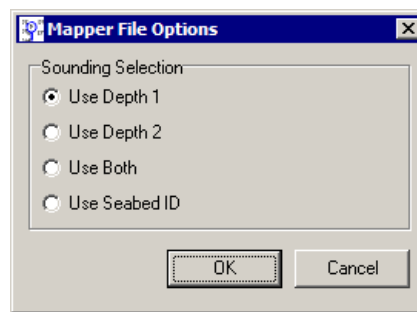 Mapper File Options
Sounding Selection
Use Depth 1
Use Depth 2
Use Both
Use Seabed ID
OK Cancel